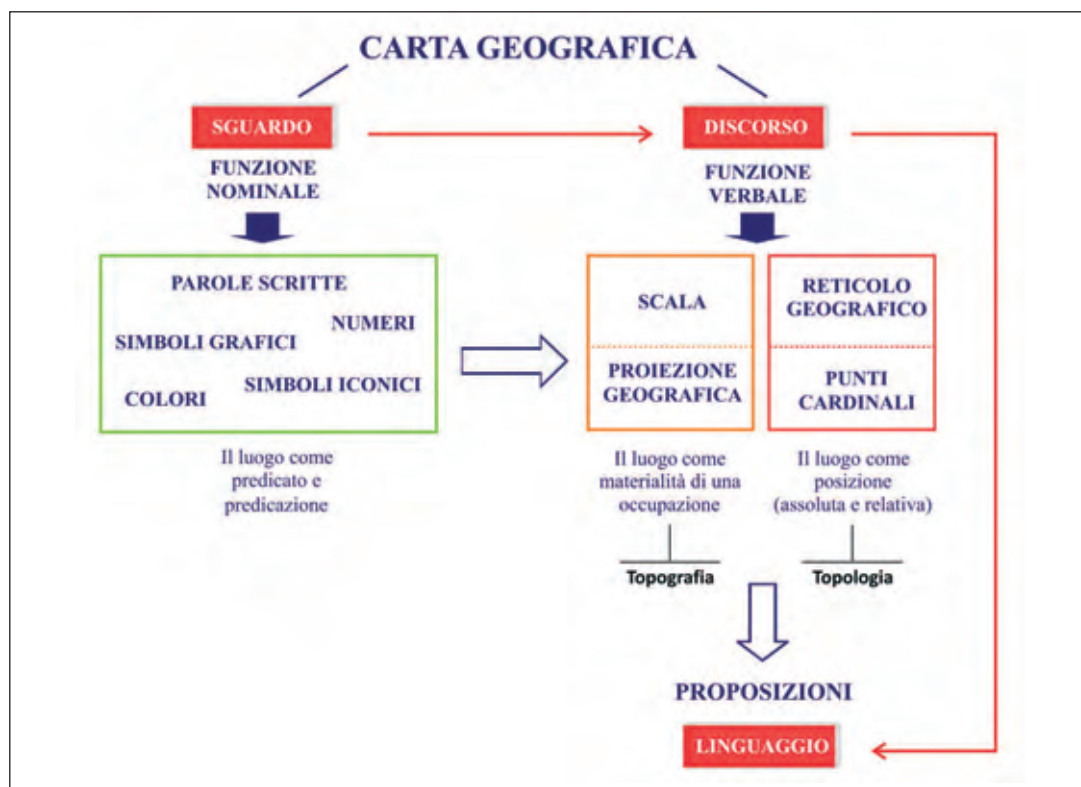 CARTA GEOGRAFICA
SGUARDO
DISCORSO
FUNZIONE
NOMINALE
FUNZIONE
VERBALE
PAROLE SCRITTE
NUMERI
SIMBOLI GRAFICI
SIMBOLI ICONICI
COLORI
SCALA
PROIEZIONE
GEOGRAFICA
RETICOLO
GEOGRAFICO
PUNTI
CARDINALI
Il luogo come
predicato e
predicazione
Il luogo come
materialità di una
occupazione
Il luogo come
posizione
(assoluta e relativa)
Topografia
Topologia
PROPOSIZIONI
LINGUAGGIO